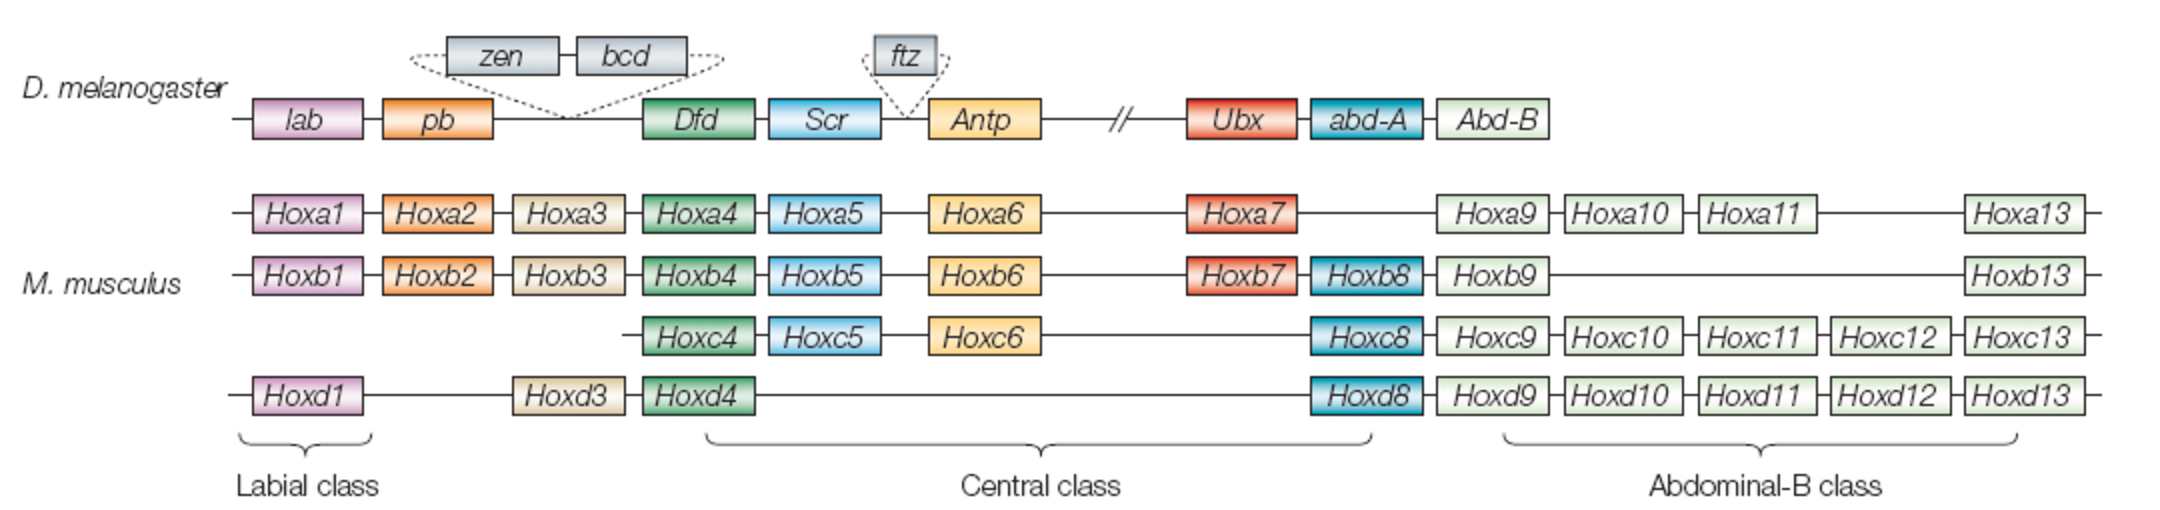 zen bcd ftz
D. melanogaster
lab pb Dfd Scr Antp // Ubx abd-A Abd-B
Hoxa1 Hoxa2 Hoxa3 Hoxa4 Hoxa5 Hoxa6 Hoxa7 Hoxa9 Hoxa10 Hoxa11 Hoxa13
M. musculus
Hoxb1 Hoxb2 Hoxb3 Hoxb4 Hoxb5 Hoxb6 Hoxb7 Hoxb8 Hoxb9 Hoxb13
Hoxc4 Hoxc5 Hoxc6 Hoxc8 Hoxc9 Hoxc10 Hoxc11 Hoxc12 Hoxc13
Hoxd1 Hoxd3 Hoxd4 Hoxd8 Hoxd9 Hoxd10 Hoxd11 Hoxd12 Hoxd13
Labial class Central class Abdominal-B class